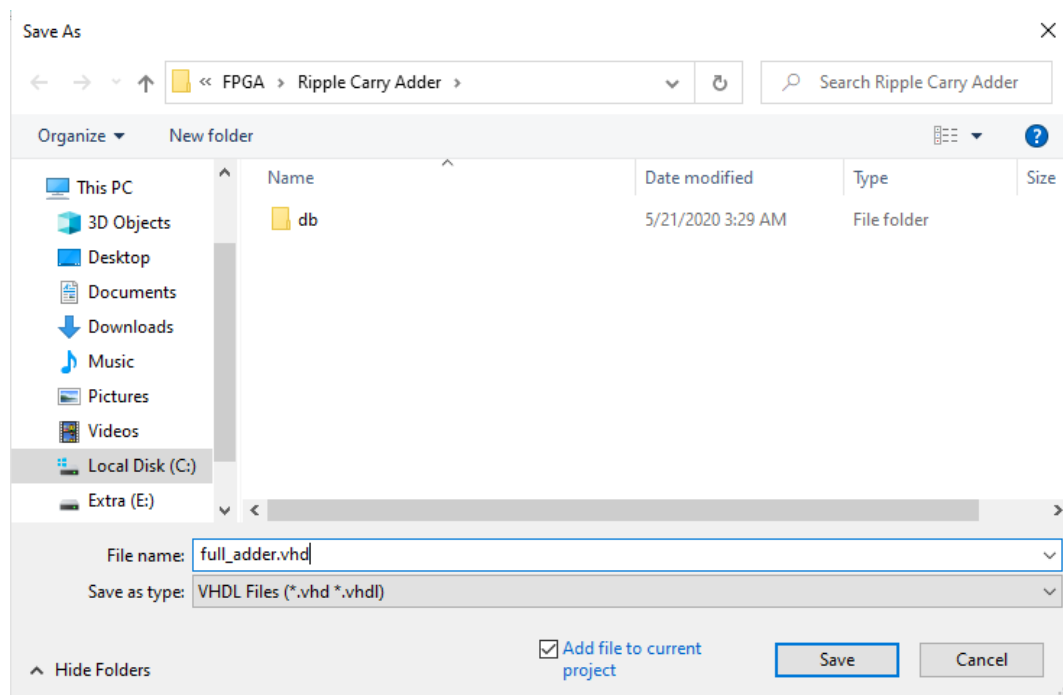 Save As
« FPGA > Ripple Carry Adder >
Search Ripple Carry Adder
Organize
New folder
?
Name
Date modified
Type
Size
This PC
3D Objects
Desktop
Documents
Downloads
Music
Pictures
Videos
Local Disk (C:)
Extra (E:)
db
5/21/2020 3:29 AM
File folder
File name: full_adder.vhd
Save as type: VHDL Files (*.vhd *.vhdl)
Hide Folders
Add file to current
project
Save
Cancel